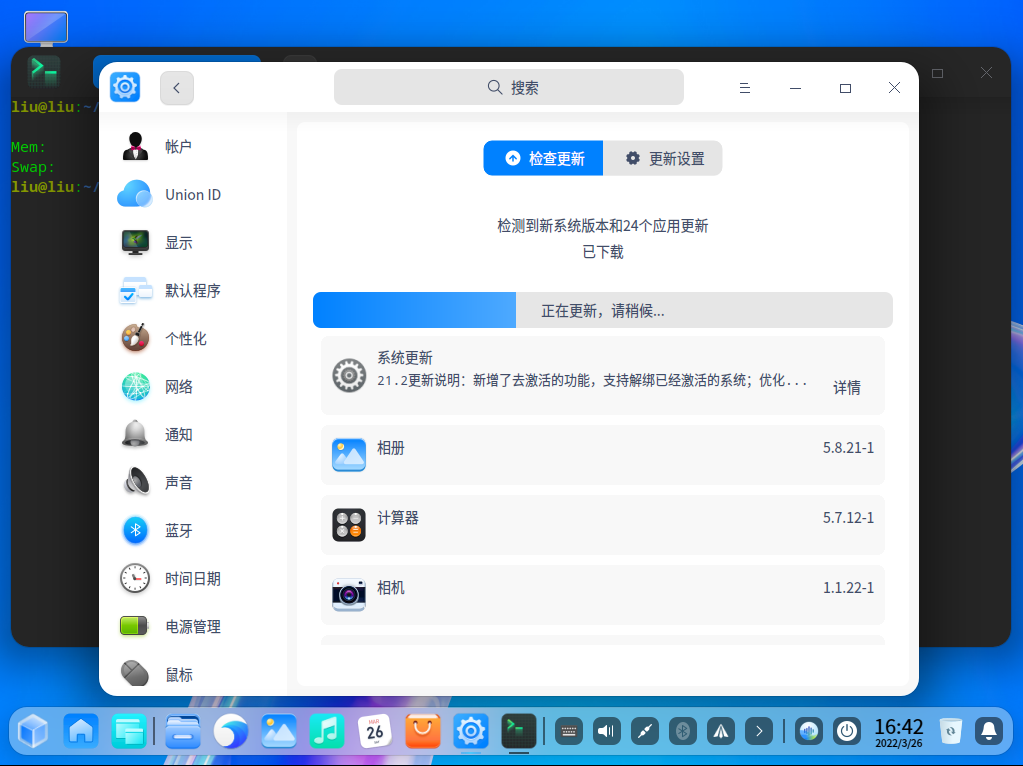 liu@liu:~/
Mem:
Swap:
liu@liu:~/
搜索
帐户
Union ID
显示
默认程序
个性化
网络
通知
声音
蓝牙
时间日期
电源管理
鼠标
检查更新
更新设置
检测到新系统版本和24个应用更新
已下载
正在更新，请稍候...
系统更新
21.2更新说明：新增了去激活的功能，支持解绑已经激活的系统；优化...
详情
相册
5.8.21-1
计算器
5.7.12-1
相机
1.1.22-1
MAR
26
16:42
2022/3/26